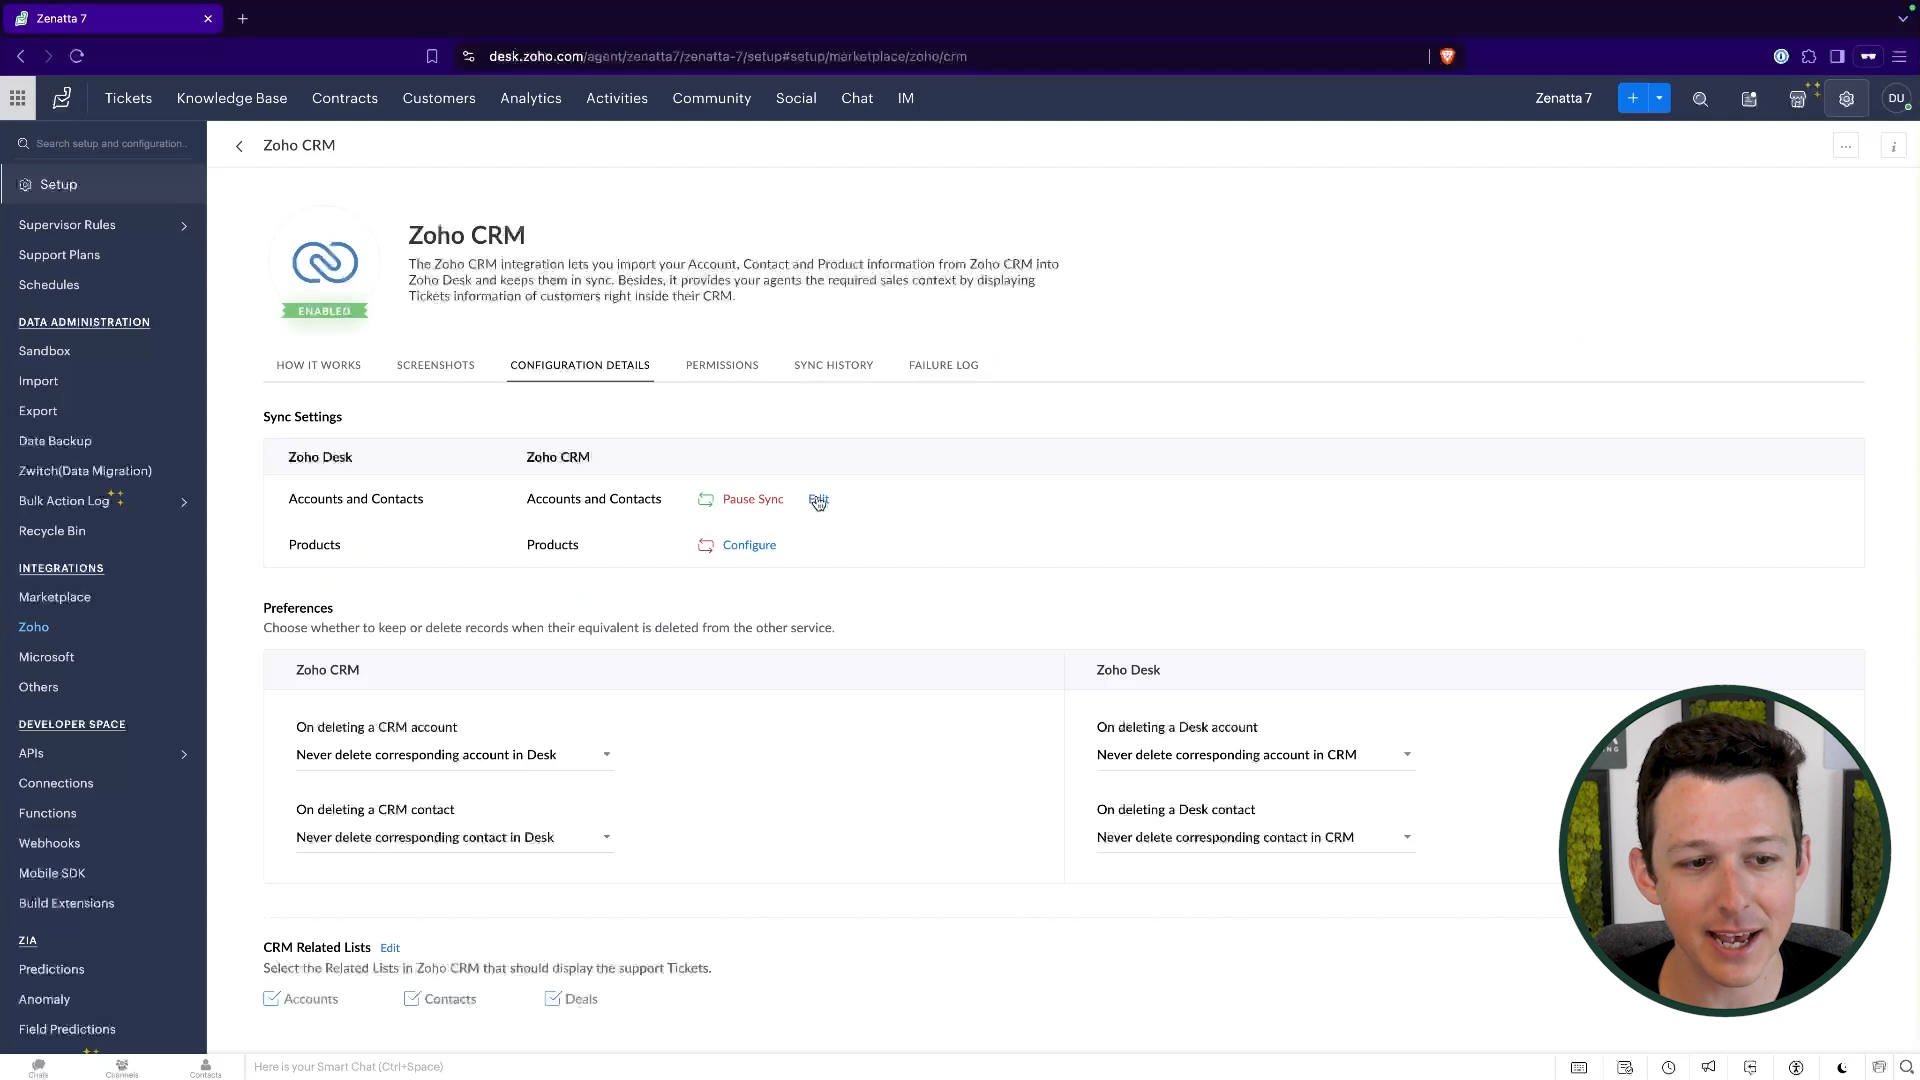 Zenatta 7
desk.zoho.com/agent/zenatta7/zenatta-7/setup#setup/marketplace/zoho/crm
Tickets Knowledge Base Contracts Customers Analytics Activities Community Social Chat IM
Zenatta 7
DU
Search setup and configuration..
Setup
Supervisor Rules
Support Plans
Schedules
DATA ADMINISTRATION
Sandbox
Import
Export
Data Backup
Zwitch(Data Migration)
Bulk Action Log
Recycle Bin
INTEGRATIONS
Marketplace
Zoho
Microsoft
Others
DEVELOPER SPACE
APIs
Connections
Functions
Webhooks
Mobile SDK
Build Extensions
ZIA
Predictions
Anomaly
Field Predictions
Zoho CRM
ENABLED
Zoho CRM
The Zoho CRM integration lets you import your Account, Contact and Product information from Zoho CRM into
Zoho Desk and keeps them in sync. Besides, it provides your agents the required sales context by displaying
Tickets information of customers right inside their CRM.
HOW IT WORKS SCREENSHOTS CONFIGURATION DETAILS PERMISSIONS SYNC HISTORY FAILURE LOG
Sync Settings
Zoho Desk Zoho CRM
Accounts and Contacts Accounts and Contacts Pause Sync Edit
Products Products Configure
Preferences
Choose whether to keep or delete records when their equivalent is deleted from the other service.
Zoho CRM Zoho Desk
On deleting a CRM account On deleting a Desk account
Never delete corresponding account in Desk Never delete corresponding account in CRM
On deleting a CRM contact On deleting a Desk contact
Never delete corresponding contact in Desk Never delete corresponding contact in CRM
CRM Related Lists Edit
Select the Related Lists in Zoho CRM that should display the support Tickets.
Accounts Contacts Deals
Chats Channels Contacts Here is your Smart Chat (Ctrl+Space)